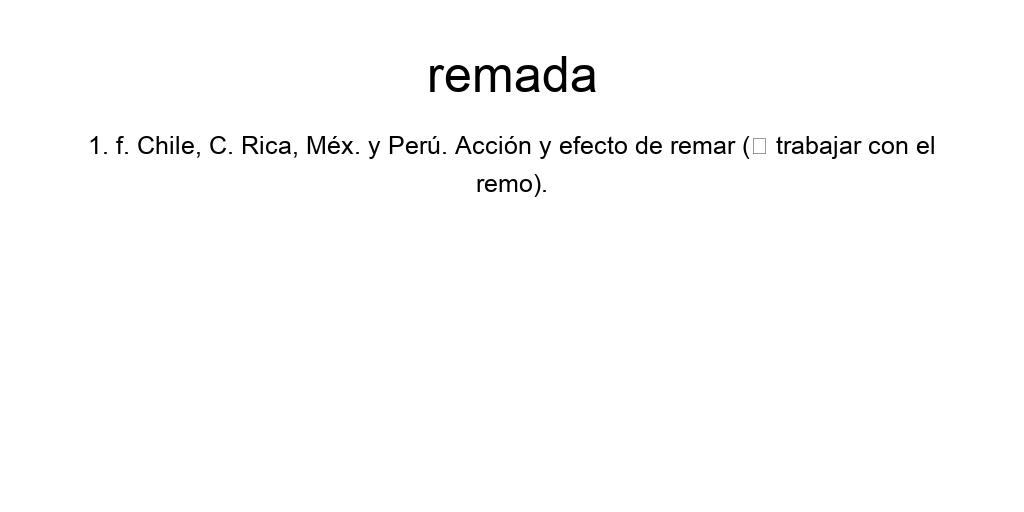 remada
1. f. Chile, C. Rica, Méx. y Perú. Acción y efecto de remar (□ trabajar con el
remo).